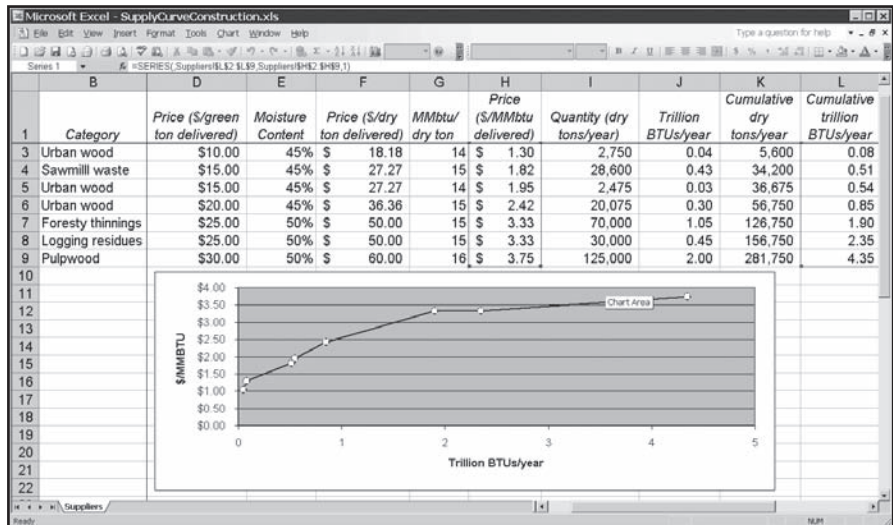 Microsoft Excel - SupplyCurveConstruction.xls
File Edit View Insert Format Tools Chart Window Help Type a question for help
Series 1 fx =SERIES(,Suppliers!$L$2:$L$9,Suppliers!$H$2:$H$9,1)
B D E F G H I J K L
1 Category Price ($/green ton delivered) Moisture Content Price ($/dry ton delivered) MMbtu/ dry ton Price ($/MMbtu delivered) Quantity (dry tons/year) Trillion BTUs/year Cumulative dry tons/year Cumulative trillion BTUs/year
3 Urban wood $10.00 45% $ 18.18 14 $ 1.30 2,750 0.04 5,600 0.08
4 Sawmilll waste $15.00 45% $ 27.27 15 $ 1.82 28,600 0.43 34,200 0.51
5 Urban wood $15.00 45% $ 27.27 14 $ 1.95 2,475 0.03 36,675 0.54
6 Urban wood $20.00 45% $ 36.36 15 $ 2.42 20,075 0.30 56,750 0.85
7 Foresty thinnings $25.00 50% $ 50.00 15 $ 3.33 70,000 1.05 126,750 1.90
8 Logging residues $25.00 50% $ 50.00 15 $ 3.33 30,000 0.45 156,750 2.35
9 Pulpwood $30.00 50% $ 60.00 16 $ 3.75 125,000 2.00 281,750 4.35
10
11
12
13
14
15
16
17
18
19
20
21
22
$4.00
$3.50
$3.00
$2.50
$2.00
$1.50
$1.00
$0.50
$0.00
$/MMBTU
Chart Area
0 1 2 3 4 5
Trillion BTUs/year
Suppliers
Ready NUM